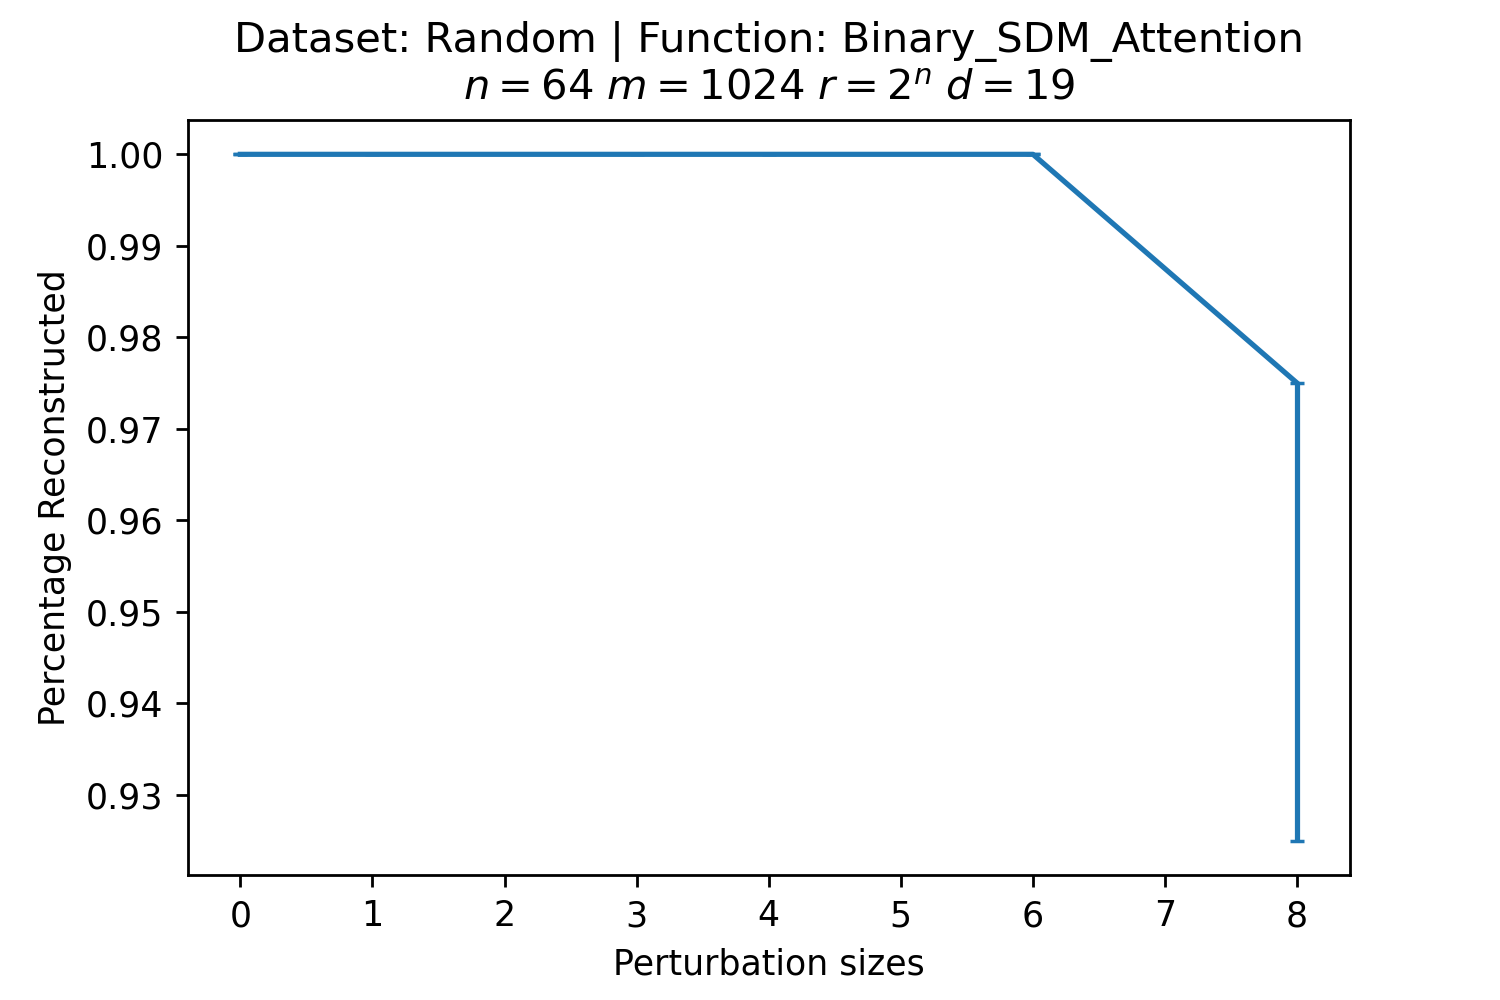 Dataset: Random | Function: Binary_SDM_Attention
n = 64 m = 1024 r = 2ⁿ d = 19
1.00
0.99
0.98
0.97
0.96
0.95
0.94
0.93
Percentage Reconstructed
0 1 2 3 4 5 6 7 8
Perturbation sizes